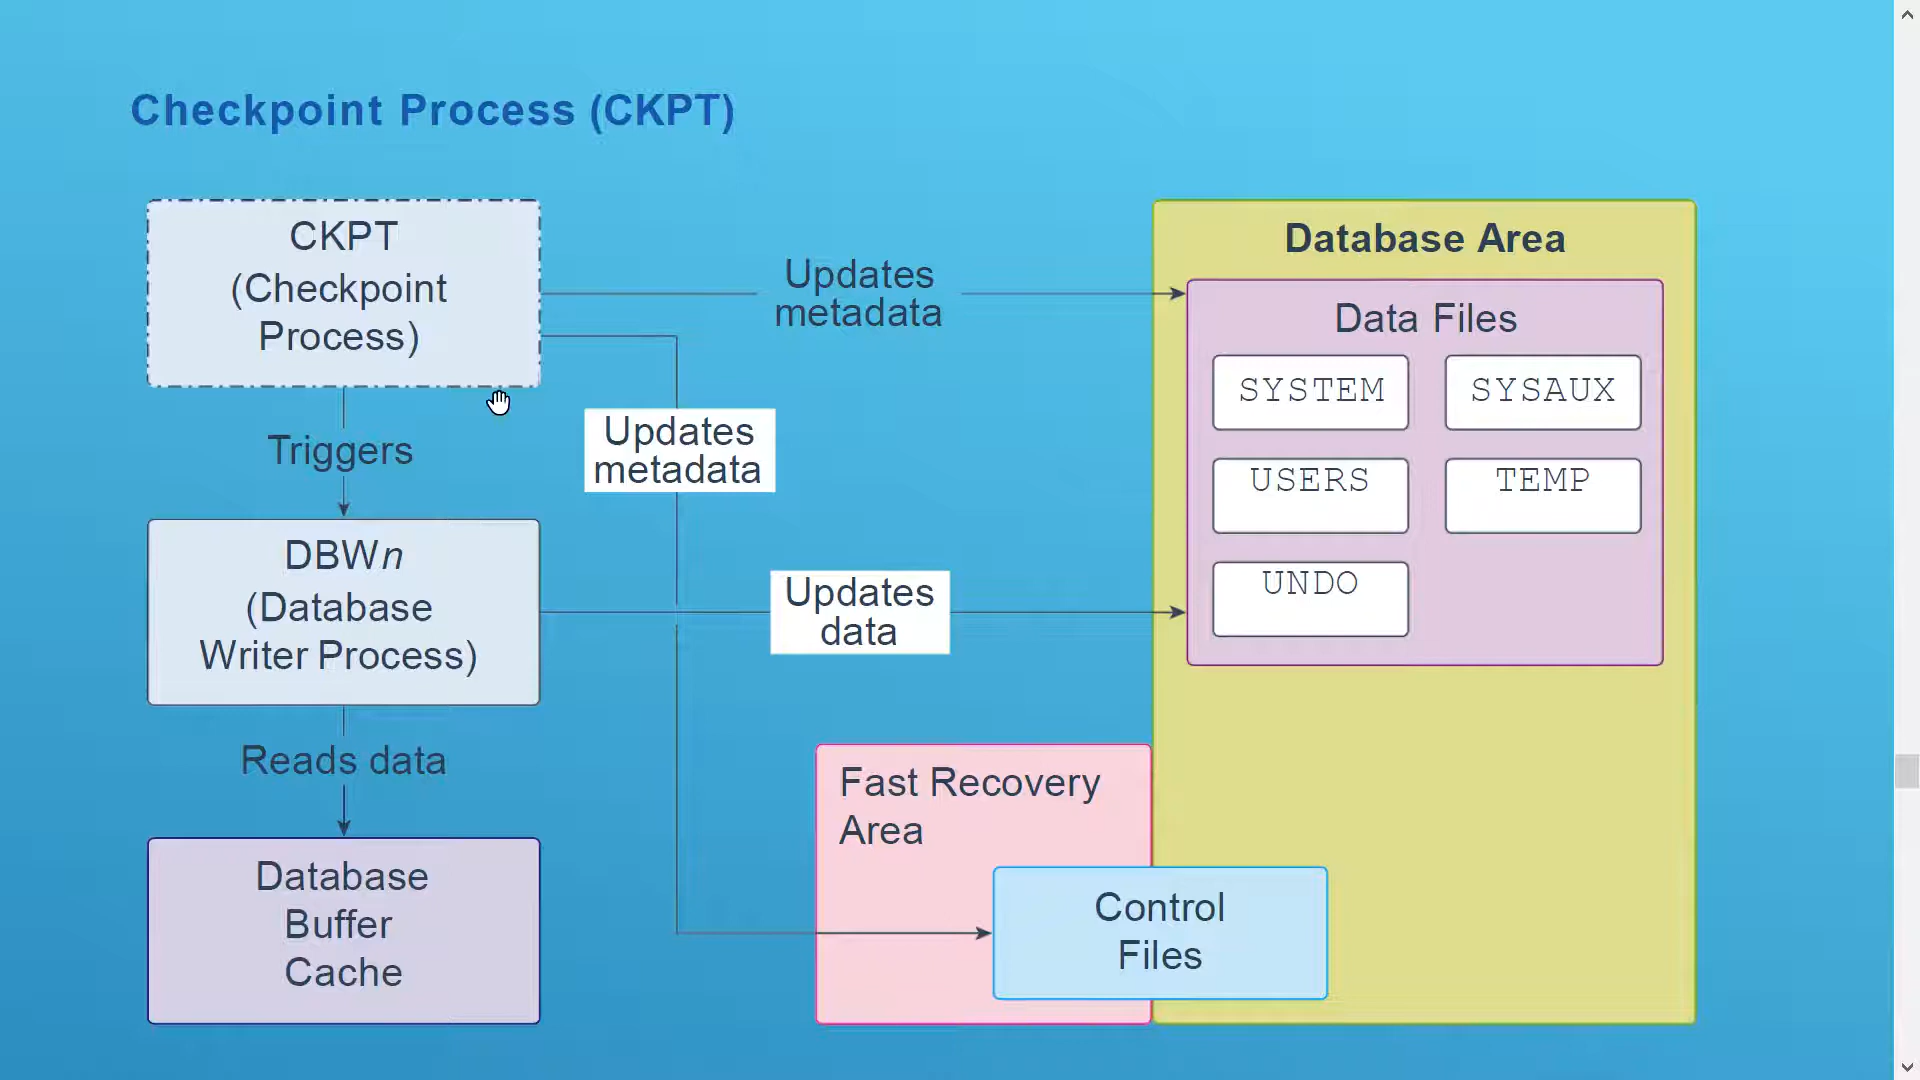 Checkpoint Process (CKPT)
CKPT
(Checkpoint
Process)
Updates
metadata
Triggers
Updates
metadata
DBWn
(Database
Writer Process)
Updates
data
Reads data
Database
Buffer
Cache
Database Area
Data Files
SYSTEM
SYSAUX
USERS
TEMP
UNDO
Fast Recovery
Area
Control
Files